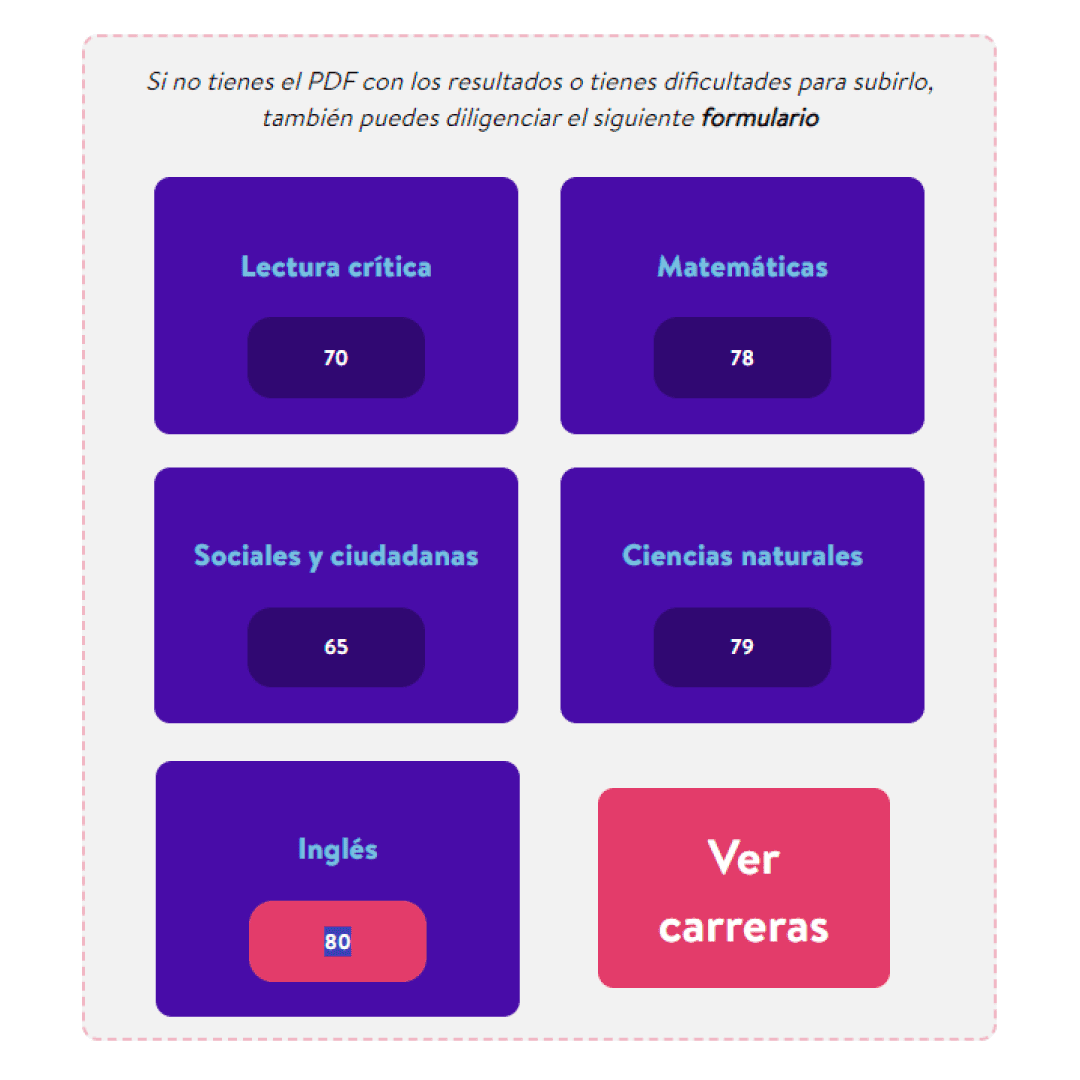 Si no tienes el PDF con los resultados o tienes dificultades para subirlo,
también puedes diligenciar el siguiente formulario
Lectura crítica
70
Matemáticas
78
Sociales y ciudadanas
65
Ciencias naturales
79
Inglés
80
Ver
carreras